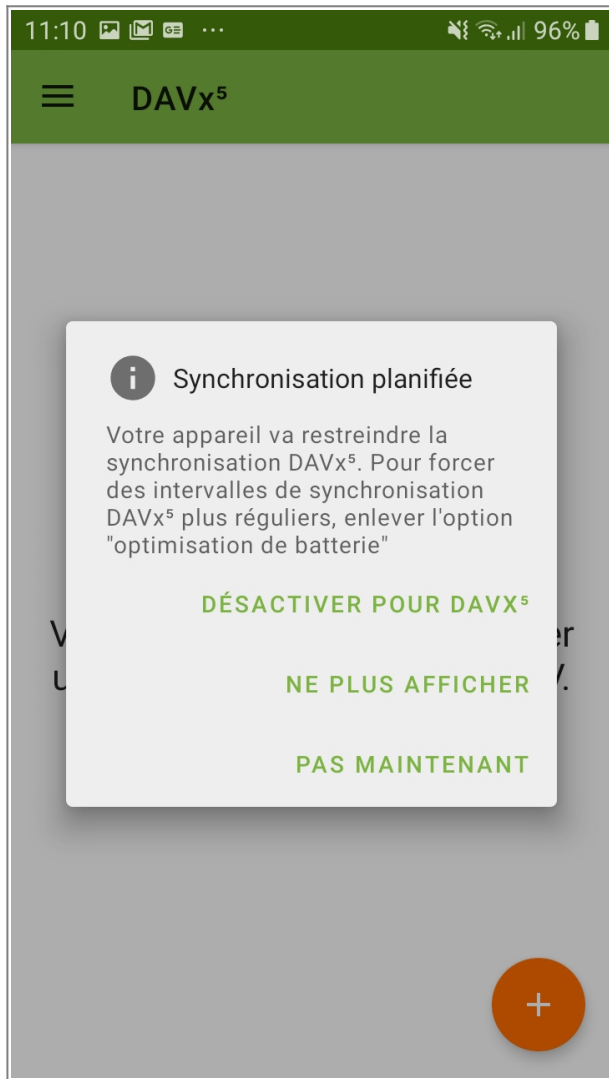 11:10 GE ... 96%
DAVx⁵
Synchronisation planifiée
Votre appareil va restreindre la
synchronisation DAVx⁵. Pour forcer
des intervalles de synchronisation
DAVx⁵ plus réguliers, enlever l'option
"optimisation de batterie"
DÉSACTIVER POUR DAVX⁵
NE PLUS AFFICHER
PAS MAINTENANT
+